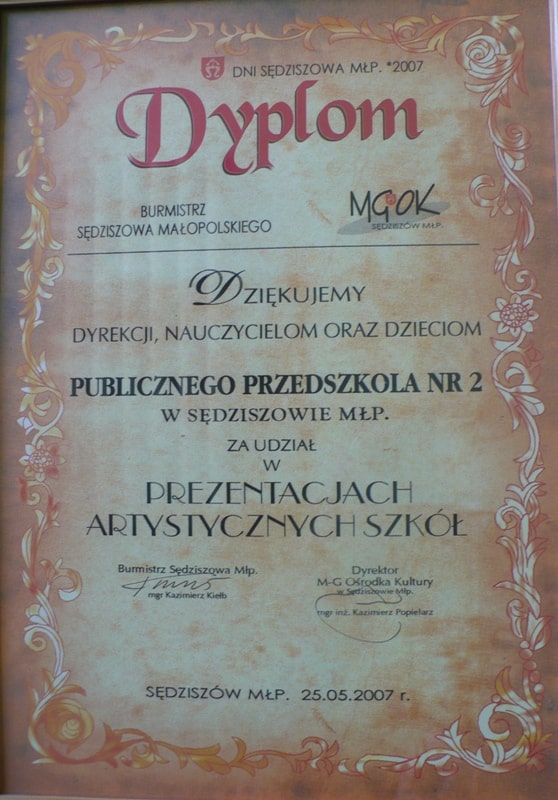 DNI SĘDZISZOWA MŁP. *2007
Dyplom
BURMISTRZ
SĘDZISZOWA MAŁOPOLSKIEGO
MGOK
SĘDZISZÓW MŁP.
DZIĘKUJEMY
DYREKCJI, NAUCZYCIELOM ORAZ DZIECIOM
PUBLICZNEGO PRZEDSZKOLA NR 2
W SĘDZISZOWIE MŁP.
ZA UDZIAŁ
W
PREZENTACJACH
ARTYSTYCZNYCH SZKÓŁ
Burmistrz Sędziszowa Młp.
mgr Kazimierz Kiełb
Dyrektor
M-G Ośrodka Kultury
w Sędziszowie Młp.
mgr inż. Kazimierz Popielarz
SĘDZISZÓW MŁP. 25.05.2007 r.